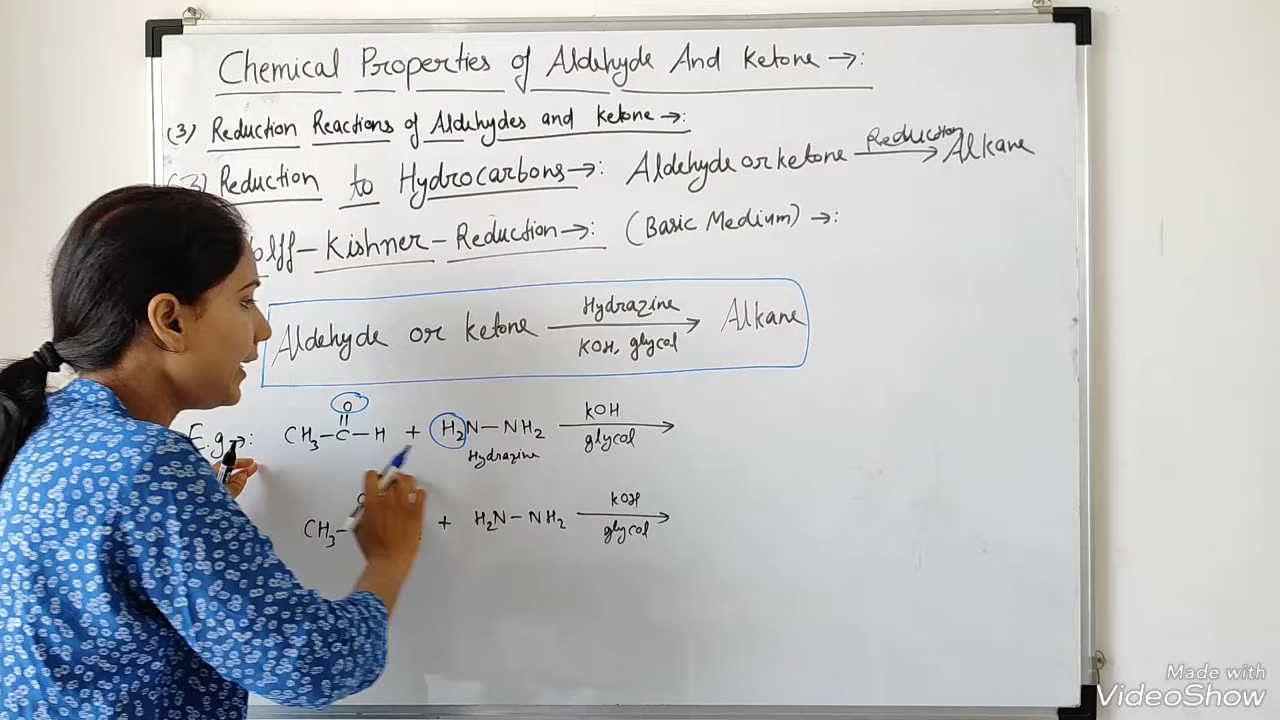 Chemical Properties of Aldehyde And Ketone →:
(3) Reduction Reactions of Aldehydes and Ketone →:
Reduction to Hydrocarbons →: Aldehyde or ketone Reduction → Alkane
Kishner - Reduction →: (Basic Medium) →:
Aldehyde or ketone Hydrazine → Alkane
KOH, glycol
O
E.g →: CH3-C-H + H2N-NH2 KOH →
glycol
Hydrazine
CH3- + H2N-NH2 KOH →
glycol
Made with
VideoShow